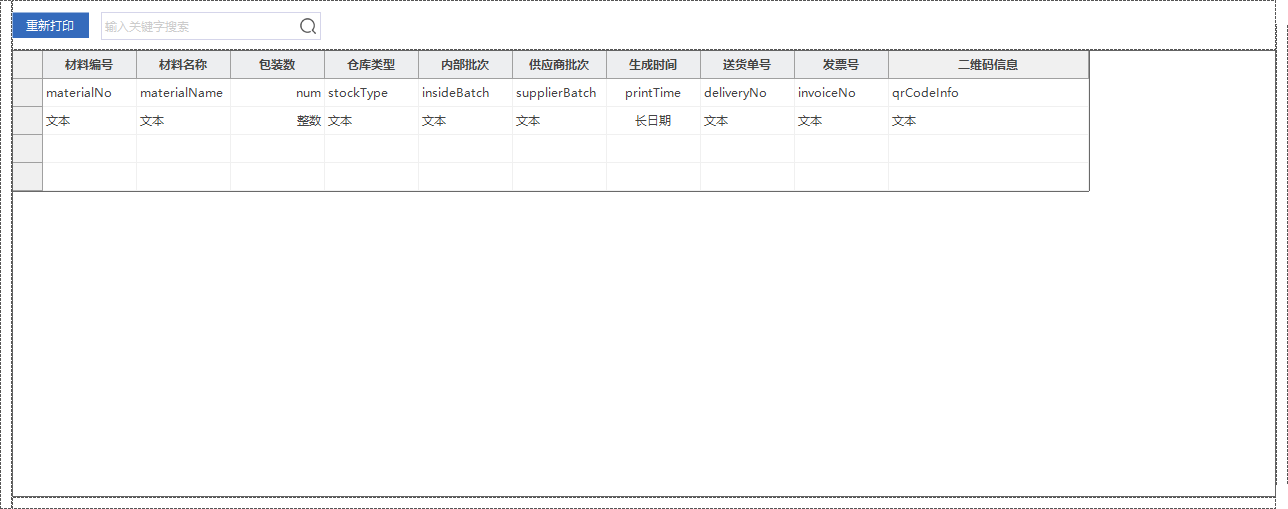 重新打印 输入关键字搜索
材料编号 材料名称 包装数 仓库类型 内部批次 供应商批次 生成时间 送货单号 发票号 二维码信息
materialNo materialName num stockType insideBatch supplierBatch printTime deliveryNo invoiceNo qrCodeInfo
文本 文本 整数 文本 文本 文本 长日期 文本 文本 文本